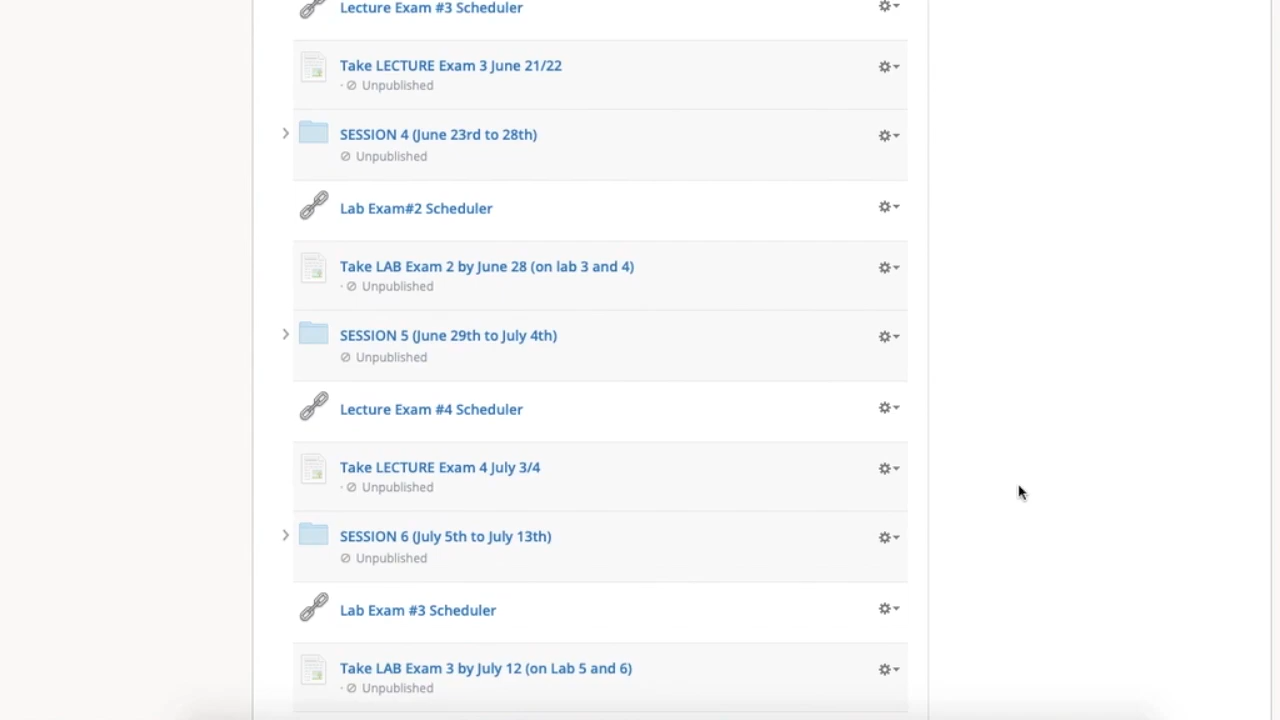 Lecture Exam #3 Scheduler
Take LECTURE Exam 3 June 21/22
· Unpublished
SESSION 4 (June 23rd to 28th)
Unpublished
Lab Exam#2 Scheduler
Take LAB Exam 2 by June 28 (on lab 3 and 4)
· Unpublished
SESSION 5 (June 29th to July 4th)
Unpublished
Lecture Exam #4 Scheduler
Take LECTURE Exam 4 July 3/4
· Unpublished
SESSION 6 (July 5th to July 13th)
Unpublished
Lab Exam #3 Scheduler
Take LAB Exam 3 by July 12 (on Lab 5 and 6)
· Unpublished